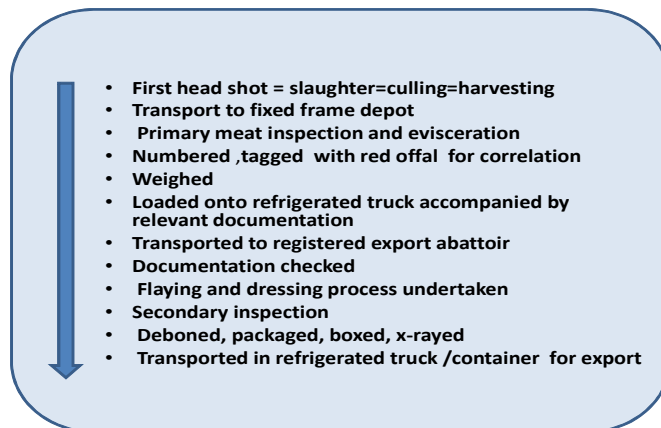 • First head shot = slaughter=culling=harvesting
• Transport to fixed frame depot
• Primary meat inspection and evisceration
• Numbered ,tagged with red offal for correlation
• Weighed
• Loaded onto refrigerated truck accompanied by
relevant documentation
• Transported to registered export abattoir
• Documentation checked
• Flaying and dressing process undertaken
• Secondary inspection
• Deboned, packaged, boxed, x-rayed
• Transported in refrigerated truck /container for export